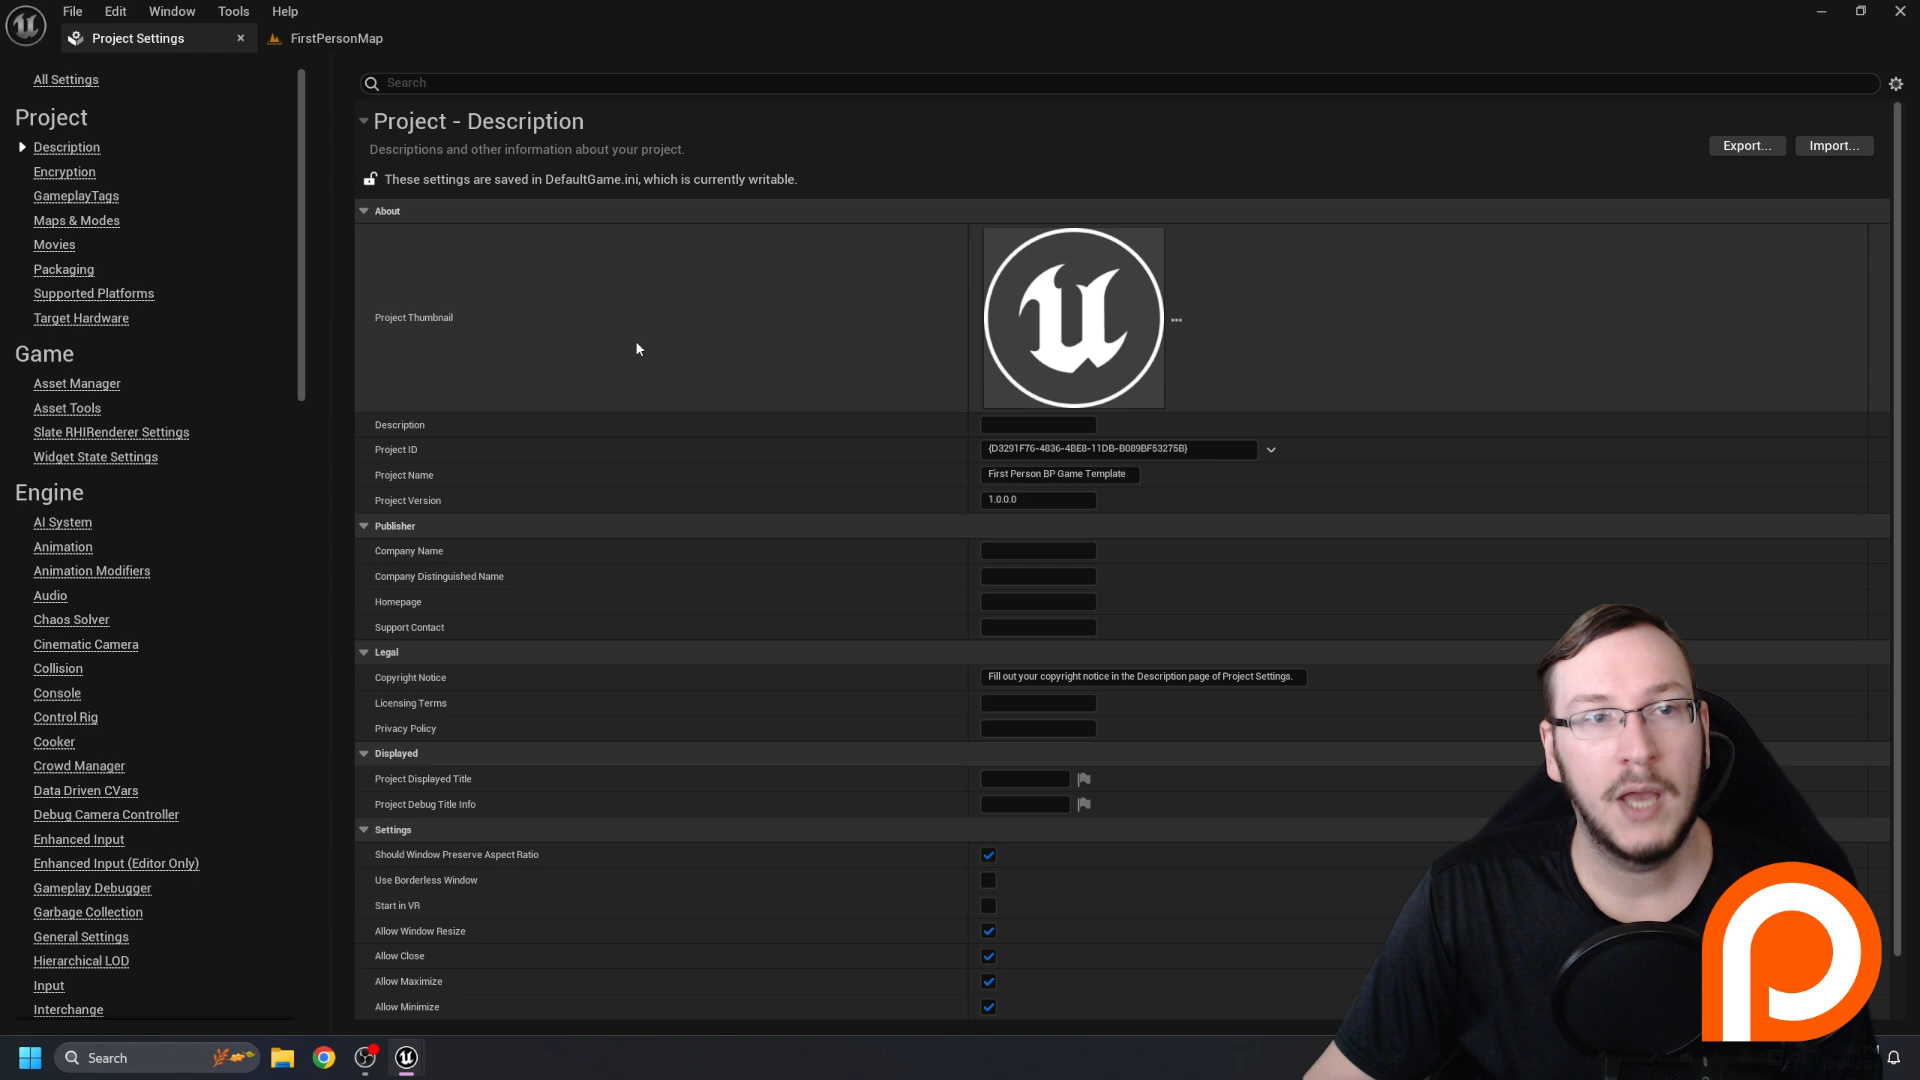 File Edit Window Tools Help
Project Settings FirstPersonMap
All Settings
Search
Project
Description
Encryption
GameplayTags
Maps & Modes
Movies
Packaging
Supported Platforms
Target Hardware
Game
Asset Manager
Asset Tools
Slate RHIRenderer Settings
Widget State Settings
Engine
AI System
Animation
Animation Modifiers
Audio
Chaos Solver
Cinematic Camera
Collision
Console
Control Rig
Cooker
Crowd Manager
Data Driven CVars
Debug Camera Controller
Enhanced Input
Enhanced Input (Editor Only)
Gameplay Debugger
Garbage Collection
General Settings
Hierarchical LOD
Input
Interchange
Project - Description
Descriptions and other information about your project.
Export... Import...
These settings are saved in DefaultGame.ini, which is currently writable.
About
Project Thumbnail
Description
Project ID {D3291F76-4836-4BE8-11DB-B089BF53275B}
Project Name First Person BP Game Template
Project Version 1.0.0.0
Publisher
Company Name
Company Distinguished Name
Homepage
Support Contact
Legal
Copyright Notice Fill out your copyright notice in the Description page of Project Settings.
Licensing Terms
Privacy Policy
Displayed
Project Displayed Title
Project Debug Title Info
Settings
Should Window Preserve Aspect Ratio
Use Borderless Window
Start in VR
Allow Window Resize
Allow Close
Allow Maximize
Allow Minimize
Search